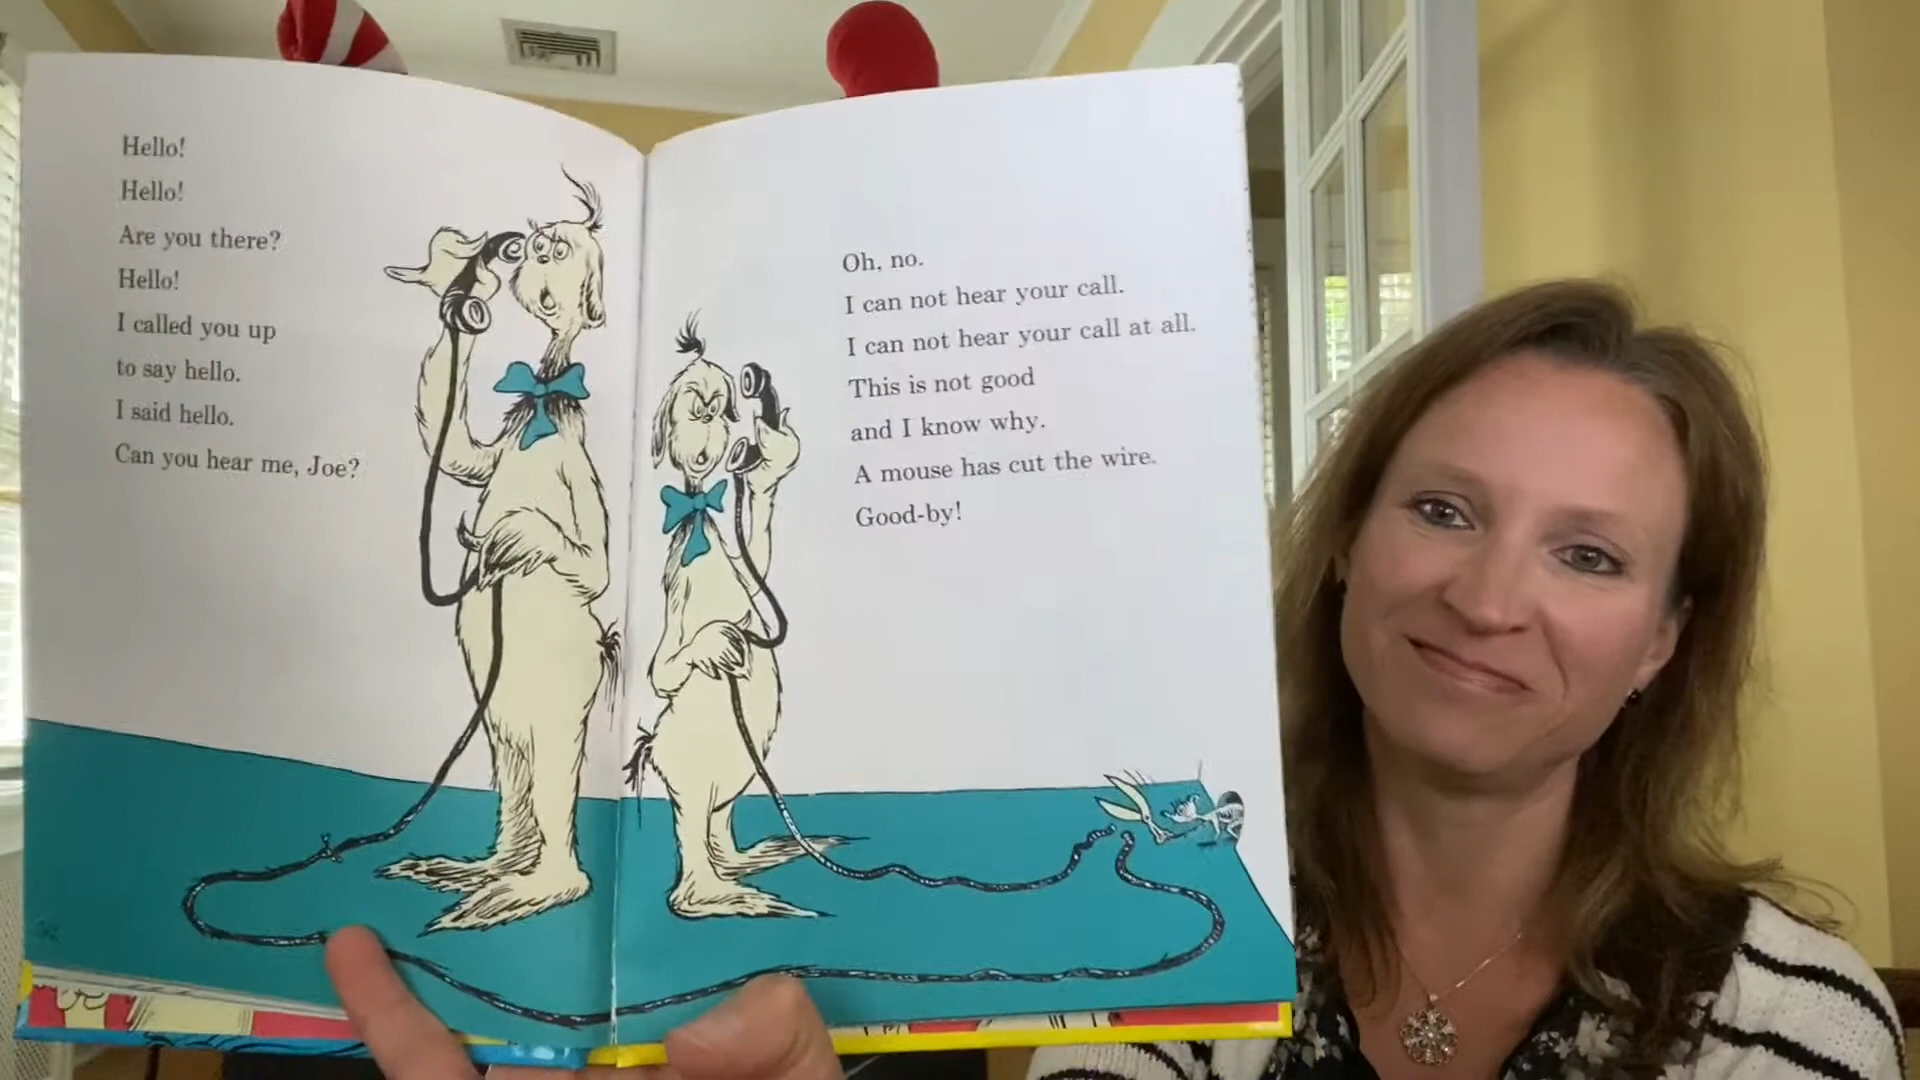 Hello!
Hello!
Are you there?
Hello!
I called you up
to say hello.
I said hello.
Can you hear me, Joe?
Oh, no.
I can not hear your call.
I can not hear your call at all.
This is not good
and I know why.
A mouse has cut the wire.
Good-by!